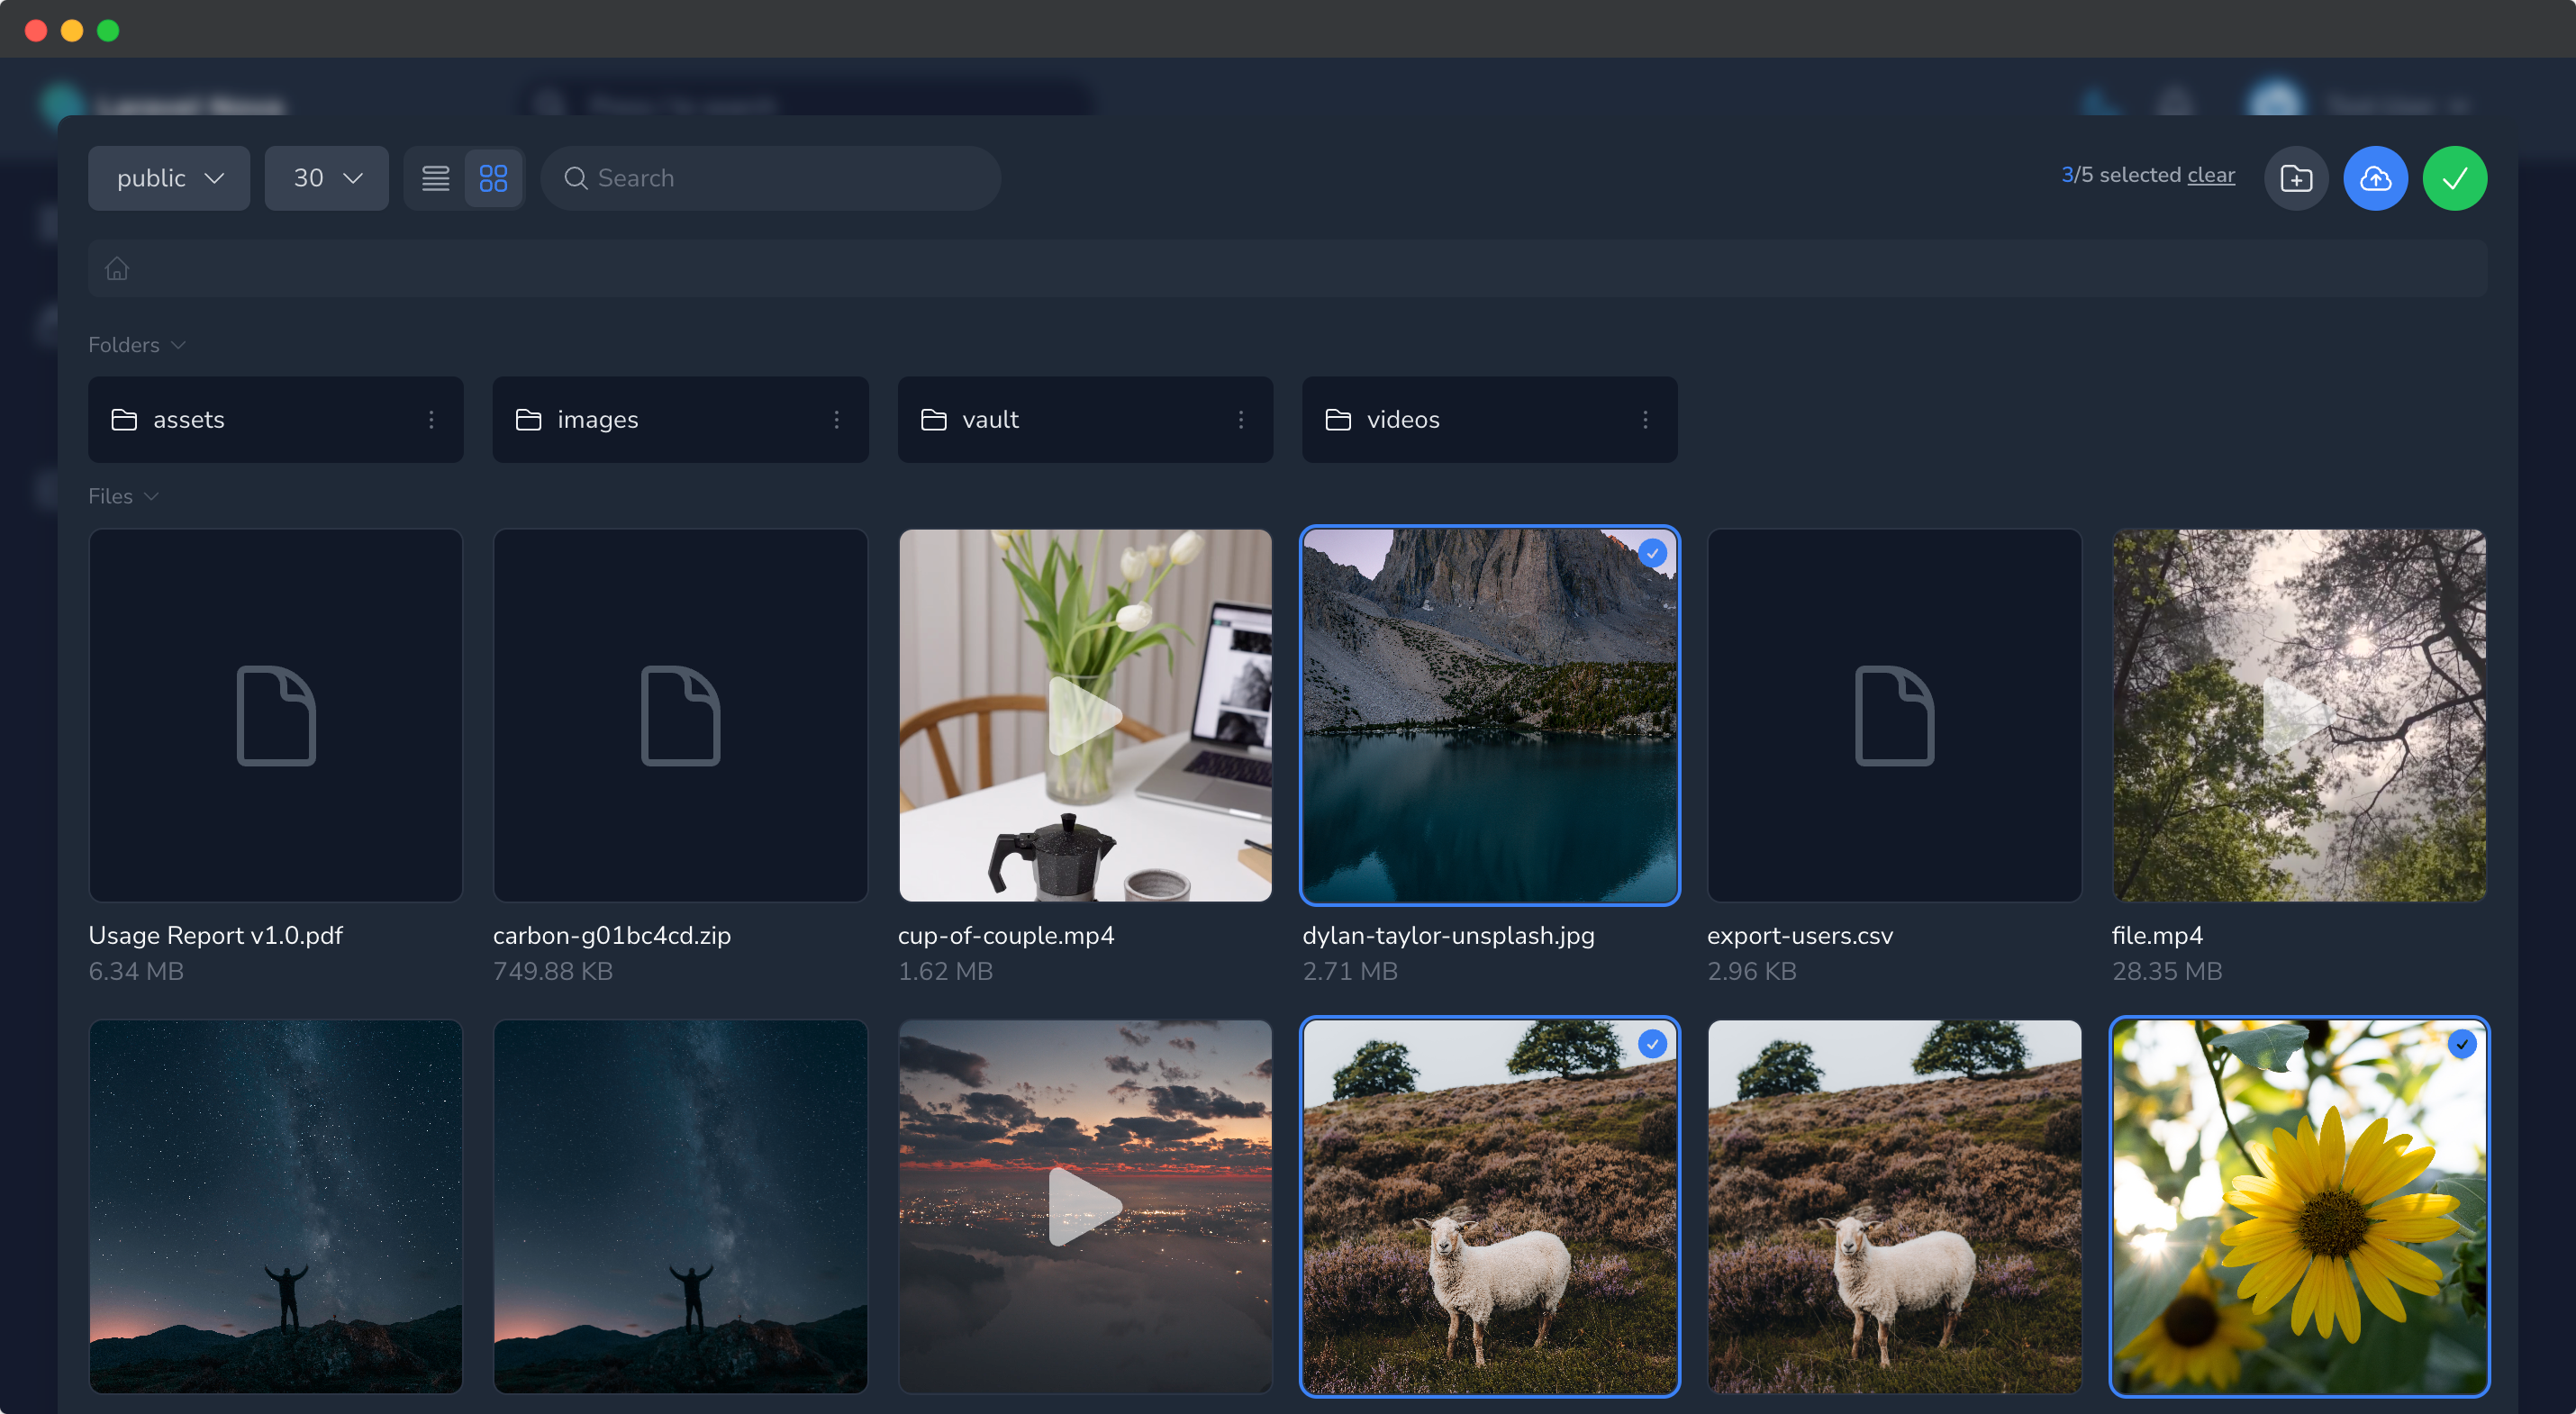 public
30
Search
3/5 selected clear
Folders
assets
images
vault
videos
Files
Usage Report v1.0.pdf
6.34 MB
carbon-g01bc4cd.zip
749.88 KB
cup-of-couple.mp4
1.62 MB
dylan-taylor-unsplash.jpg
2.71 MB
export-users.csv
2.96 KB
file.mp4
28.35 MB